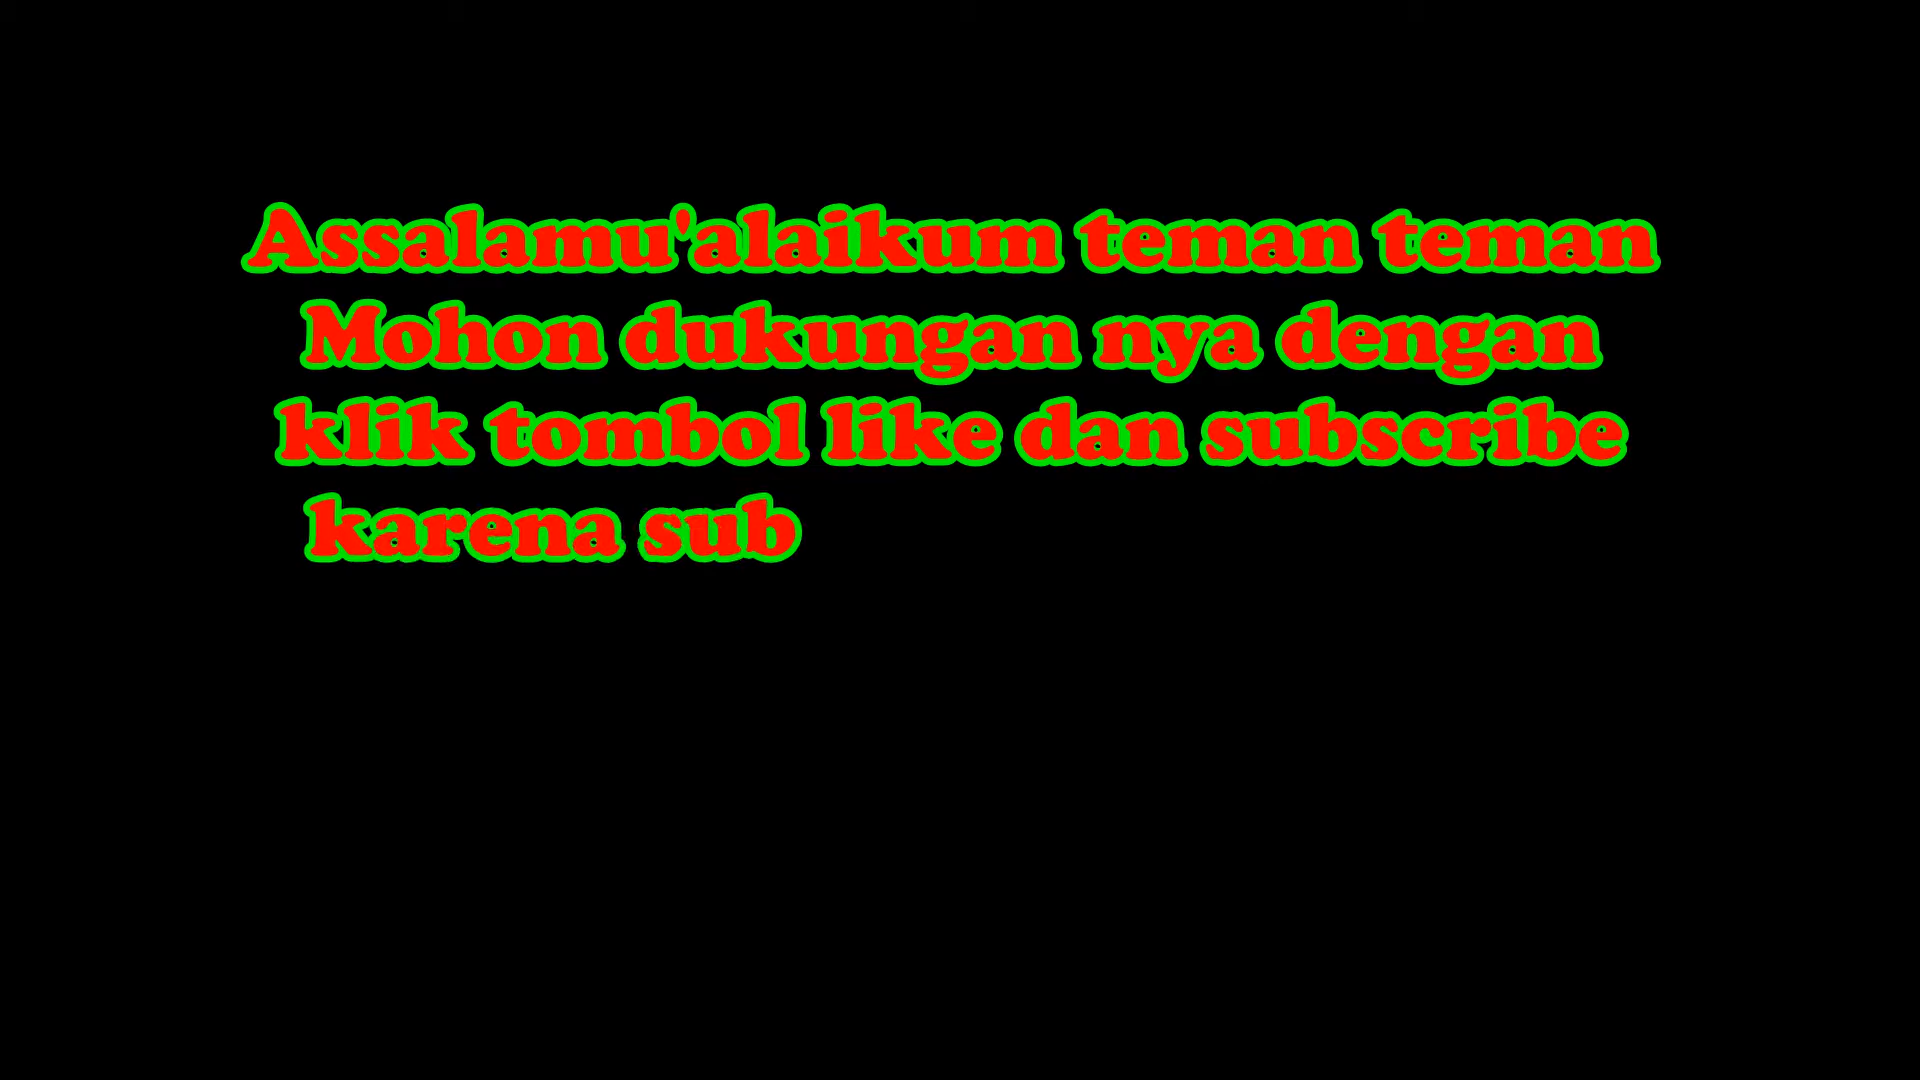 Assalamu'alaikum teman teman
Mohon dukungan nya dengan
klik tombol like dan subscribe
karena sub